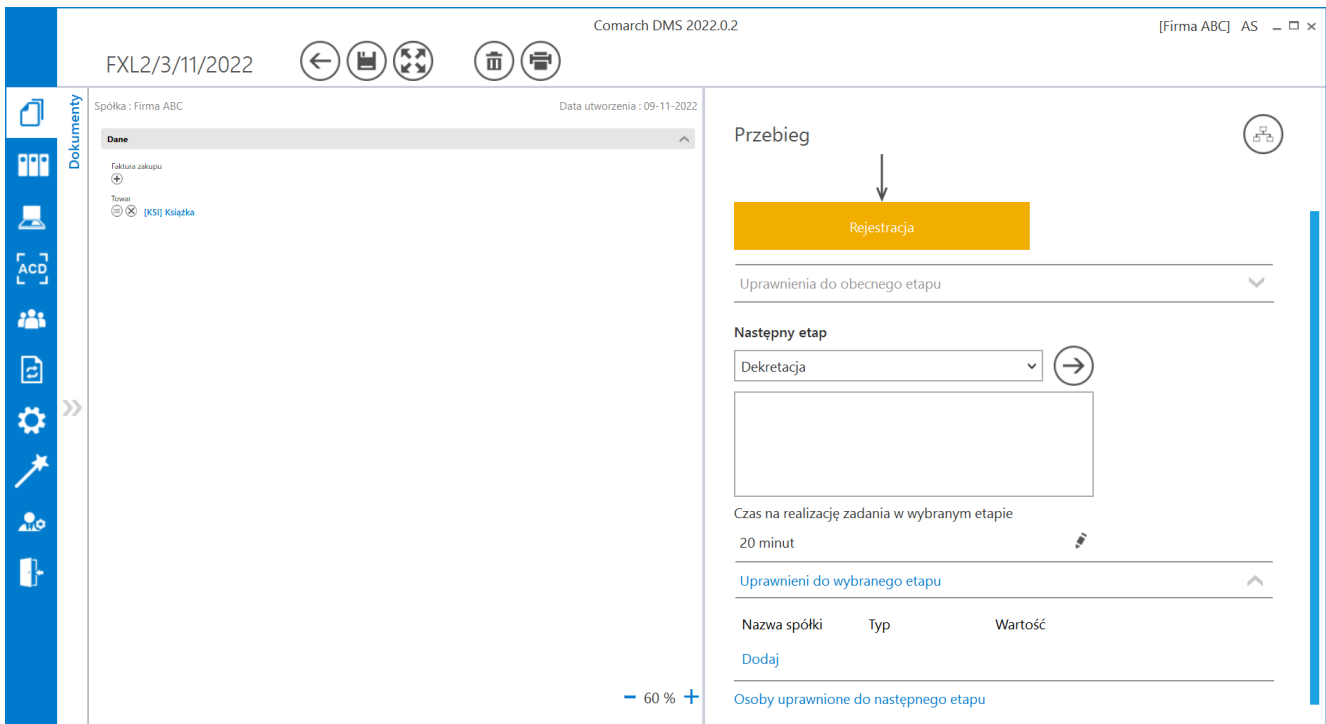 Comarch DMS 2022.0.2
[Firma ABC] AS
FXL2/3/11/2022
Dokumenty
ACD
Spółka : Firma ABC
Data utworzenia : 09-11-2022
Dane
Faktura zakupu
Towar
[KSI] Książka
60 %
Przebieg
Rejestracja
Uprawnienia do obecnego etapu
Następny etap
Dekretacja
Czas na realizację zadania w wybranym etapie
20 minut
Uprawnieni do wybranego etapu
Nazwa spółki Typ Wartość
Dodaj
Osoby uprawnione do następnego etapu